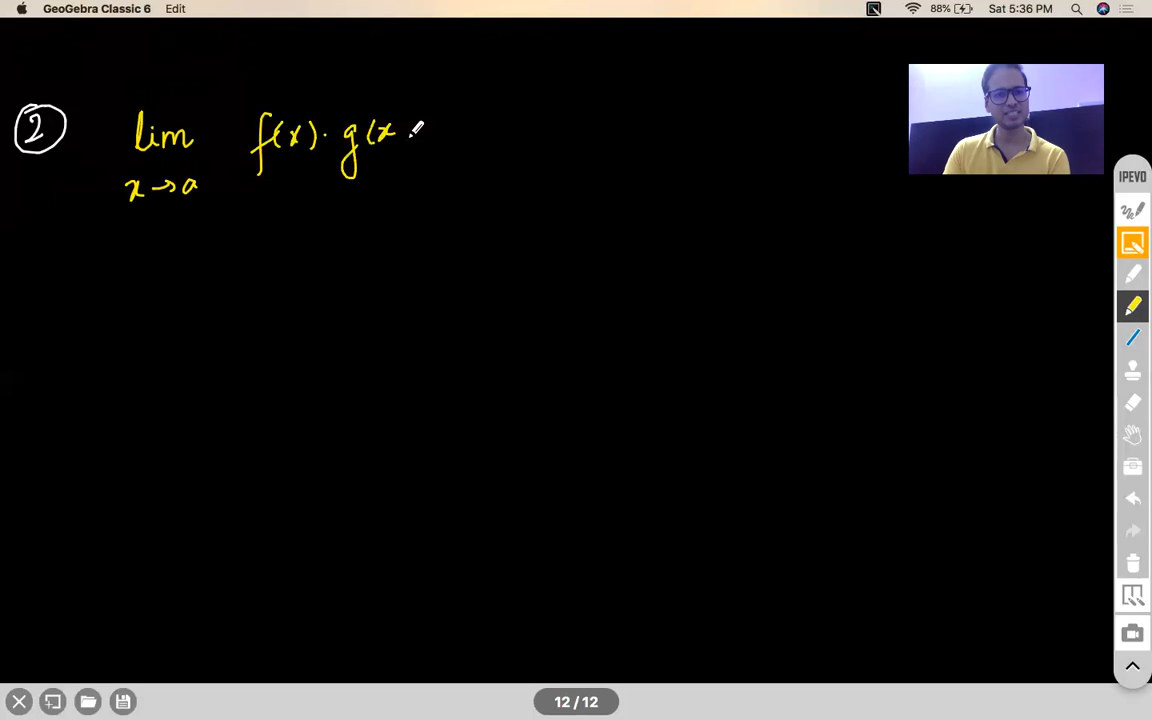 GeoGebra Classic 6 Edit 88% Sat 5:36 PM
2 lim f(x) · g(x
x→a
IPEVO
12 / 12